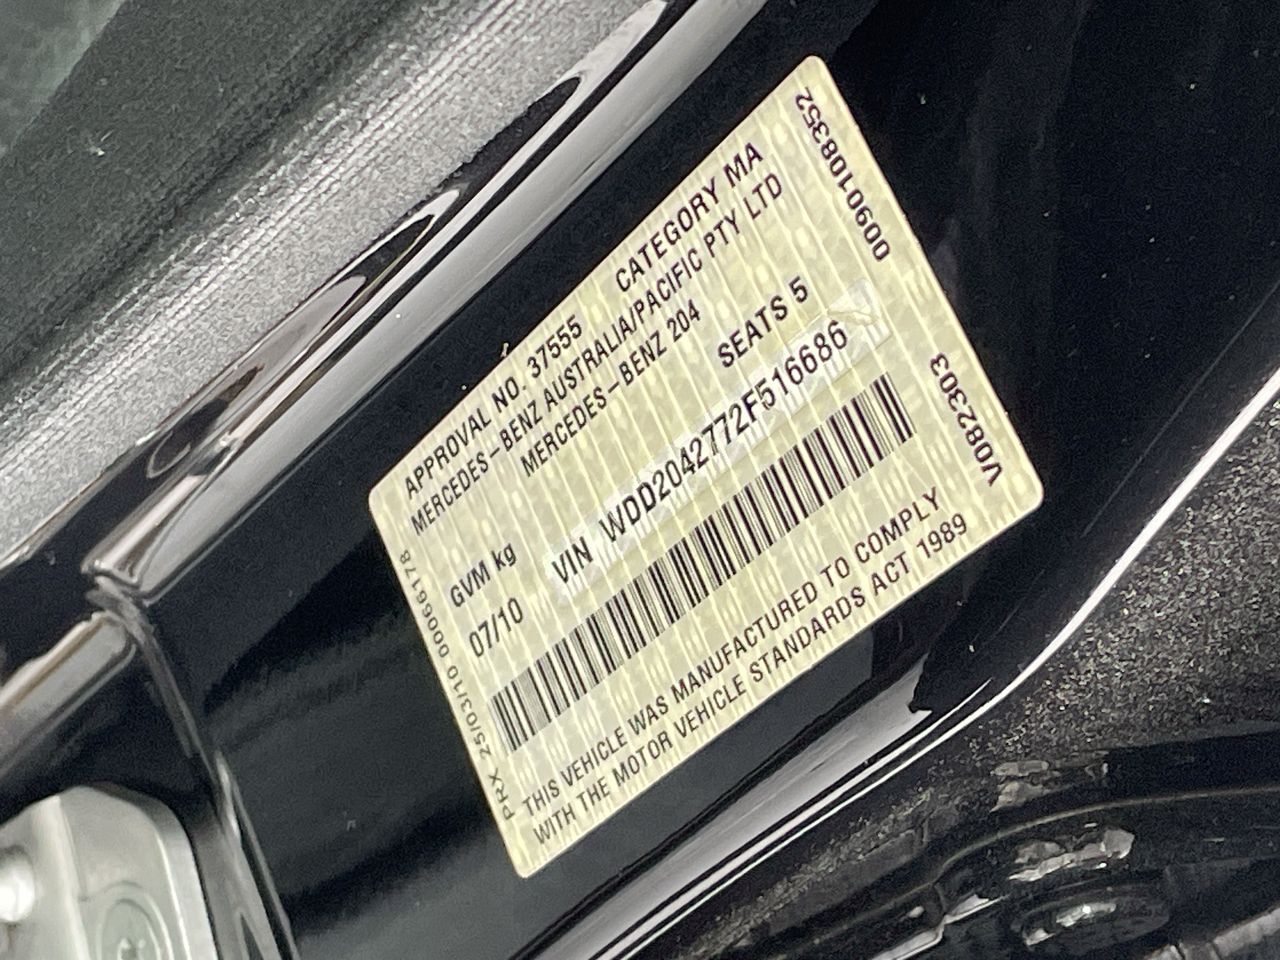 APPROVAL NO. 37555 CATEGORY MA
MERCEDES-BENZ AUSTRALIA/PACIFIC PTY LTD
MERCEDES-BENZ 204
GVM kg SEATS 5
07/10 VIN WDD2042772F516686
THIS VEHICLE WAS MANUFACTURED TO COMPLY
WITH THE MOTOR VEHICLE STANDARDS ACT 1989
PRX 25/03/10 00066178
V082303 0090108352